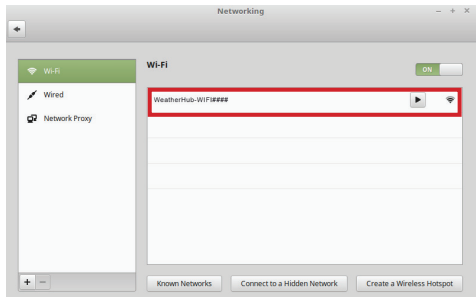 Networking
Wi-Fi
Wi-Fi
ON
Wired
Network Proxy
WeatherHub-WIFI####
Known Networks
Connect to a Hidden Network
Create a Wireless Hotspot